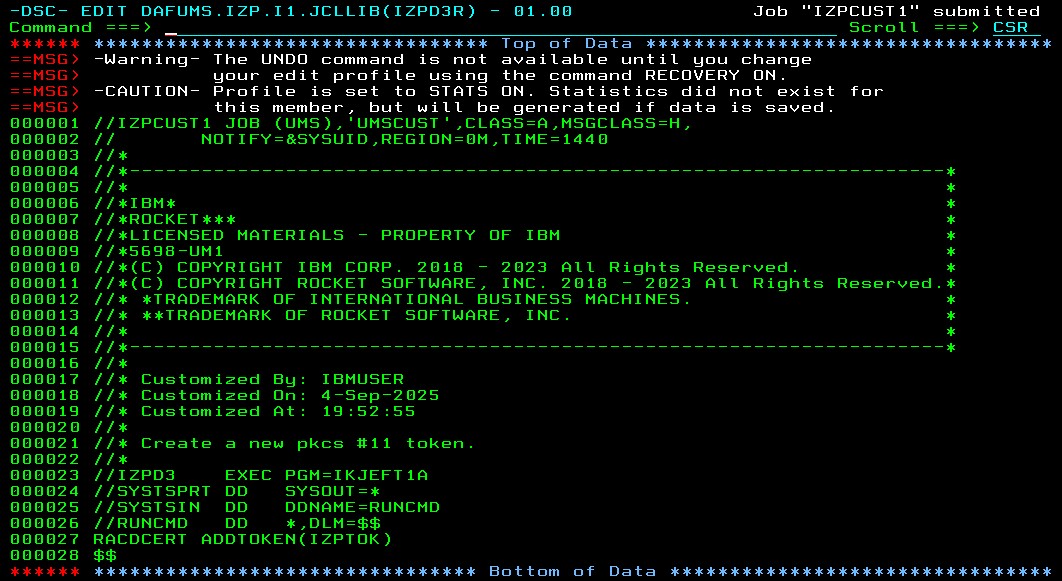 -DSC- EDIT DAFUMS.IZP.I1.JCLLIB(IZPD3R) - 01.00                Job "IZPCUST1" submitted
Command ===> _                                                 Scroll ===> CSR
****** ********************************* Top of Data **********************************
==MSG> -Warning- The UNDO command is not available until you change
==MSG>           your edit profile using the command RECOVERY ON.
==MSG> -CAUTION- Profile is set to STATS ON. Statistics did not exist for
==MSG>           this member, but will be generated if data is saved.
000001 //IZPCUST1 JOB (UMS),'UMSCUST',CLASS=A,MSGCLASS=H,
000002 //       NOTIFY=&SYSUID,REGION=0M,TIME=1440
000003 //*
000004 //*--------------------------------------------------------------------*
000005 //*                                                                    *
000006 //*IBM*                                                                *
000007 //*ROCKET***                                                           *
000008 //*LICENSED MATERIALS - PROPERTY OF IBM                                *
000009 //*5698-UM1                                                            *
000010 //*(C) COPYRIGHT IBM CORP. 2018 - 2023 All Rights Reserved.            *
000011 //*(C) COPYRIGHT ROCKET SOFTWARE, INC. 2018 - 2023 All Rights Reserved.*
000012 //* *TRADEMARK OF INTERNATIONAL BUSINESS MACHINES.                     *
000013 //* **TRADEMARK OF ROCKET SOFTWARE, INC.                               *
000014 //*                                                                    *
000015 //*--------------------------------------------------------------------*
000016 //*
000017 //* Customized By: IBMUSER
000018 //* Customized On: 4-Sep-2025
000019 //* Customized At: 19:52:55
000020 //*
000021 //* Create a new pkcs #11 token.
000022 //*
000023 //IZPD3    EXEC PGM=IKJEFT1A
000024 //SYSTSPRT DD   SYSOUT=*
000025 //SYSTSIN  DD   DDNAME=RUNCMD
000026 //RUNCMD   DD   *,DLM=$$
000027 RACDCERT ADDTOKEN(IZPTOK)
000028 $$
****** ******************************** Bottom of Data ********************************